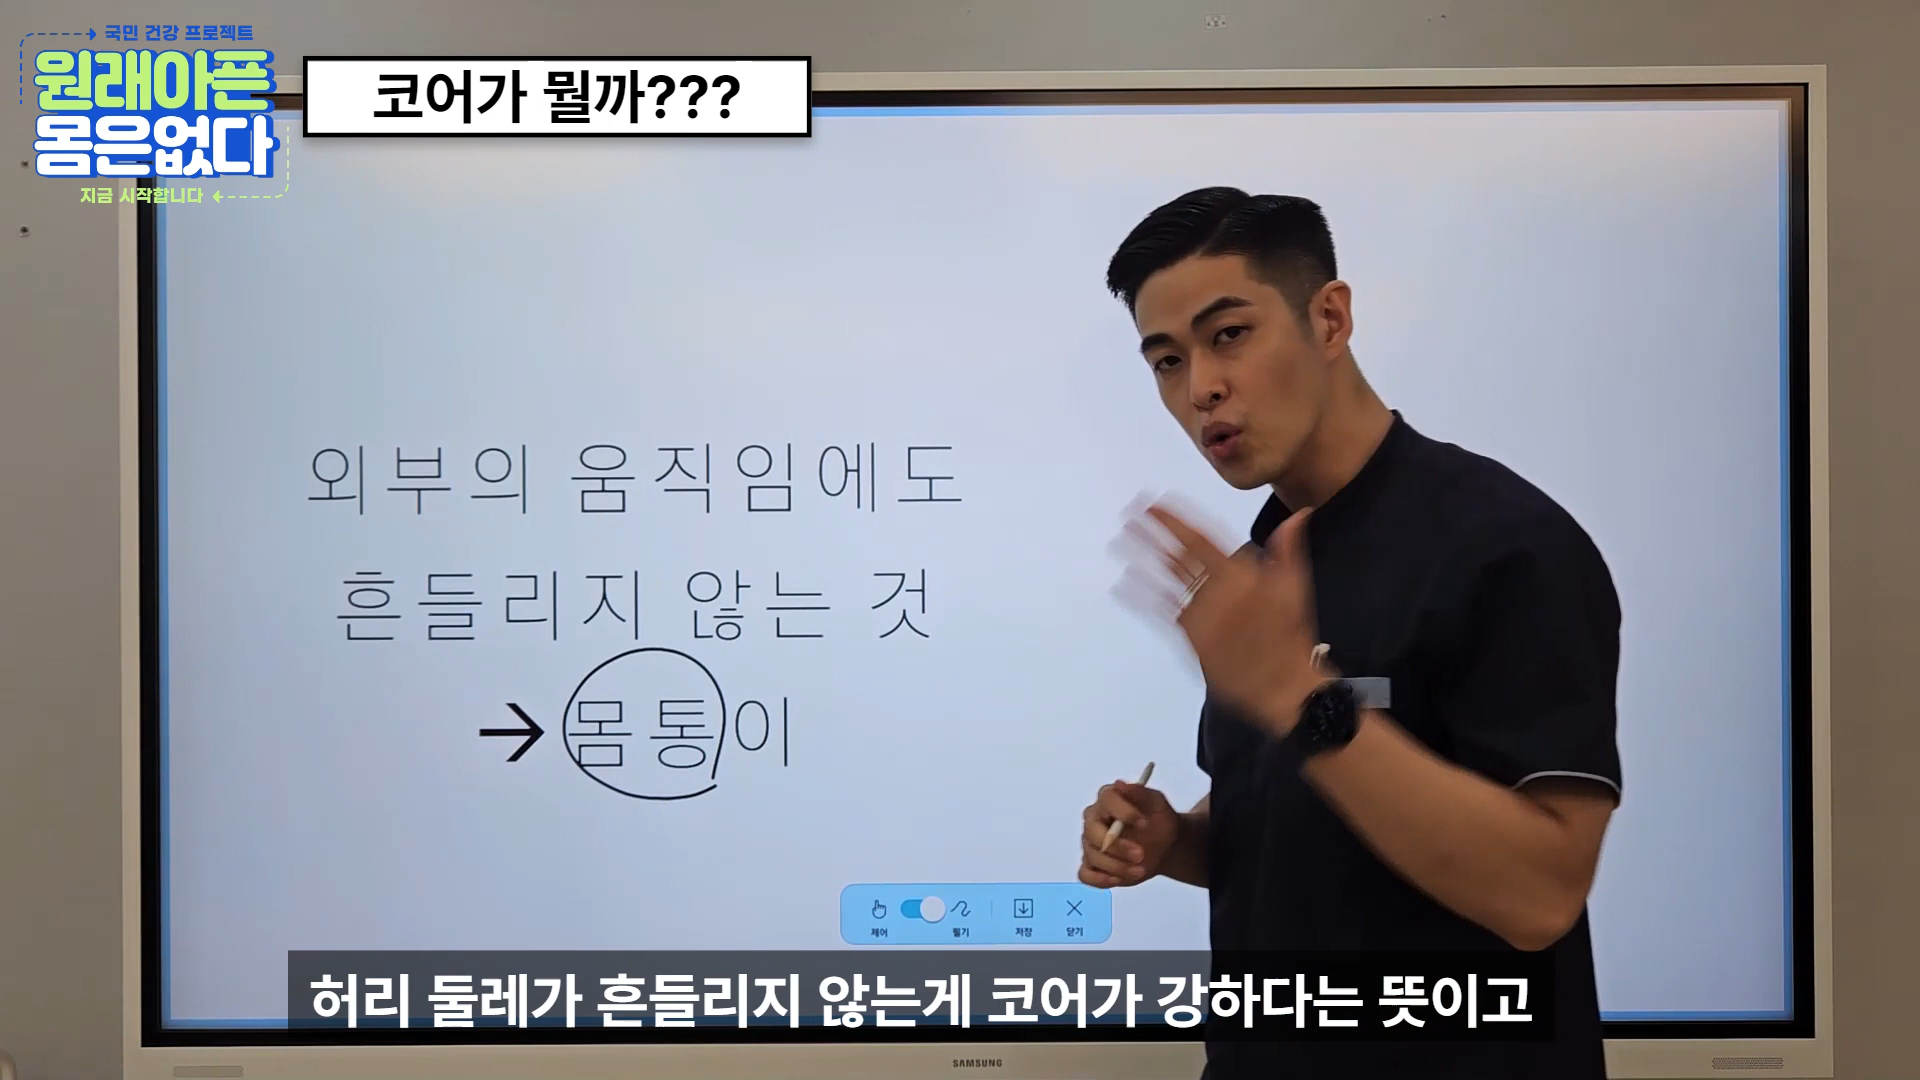 국민 건강 프로젝트
원래아픈
몸은없다
지금 시작합니다
코어가 뭘까???
외부의 움직임에도
흔들리지 않는 것
→ 몸통이
제어
필기
저장
닫기
허리 둘레가 흔들리지 않는게 코어가 강하다는 뜻이고
SAMSUNG